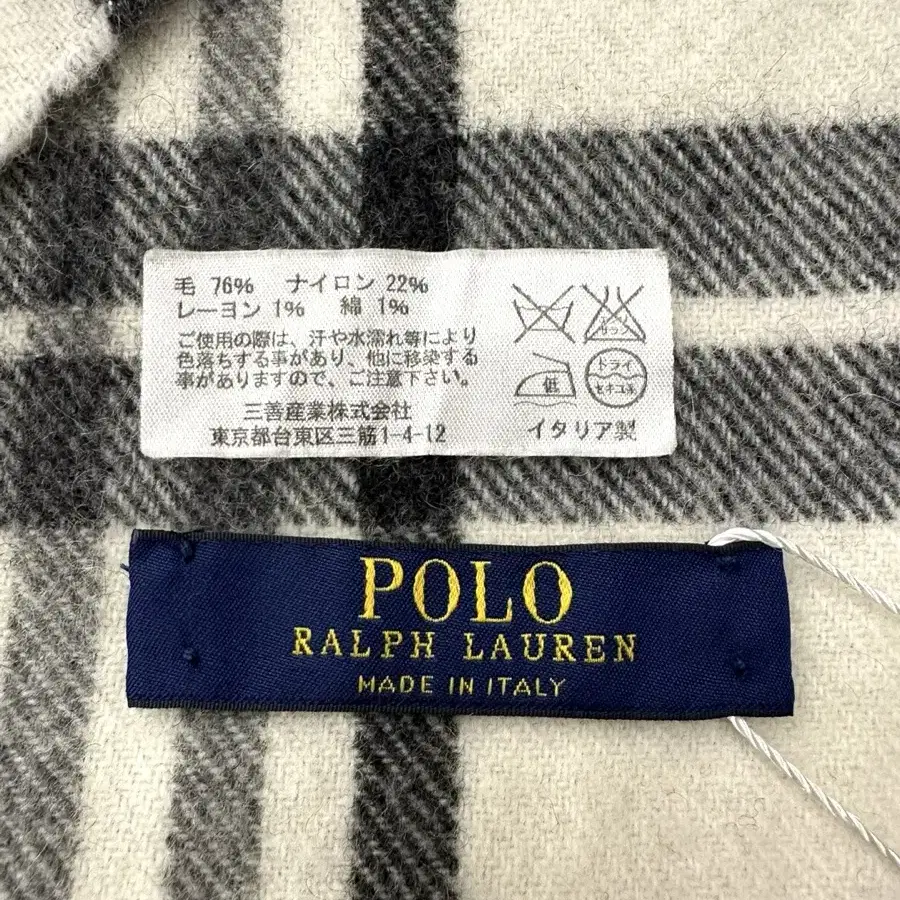 毛 76% ナイロン 22%
レーヨン 1% 綿 1%
ご使用の際は、汗や水濡れ等により
色落ちする事があり、他に移染する
事がありますので、ご注意下さい。
三善産業株式会社
東京都台東区三筋1-4-12
低
ドライ
イタリア製
POLO
RALPH LAUREN
MADE IN ITALY